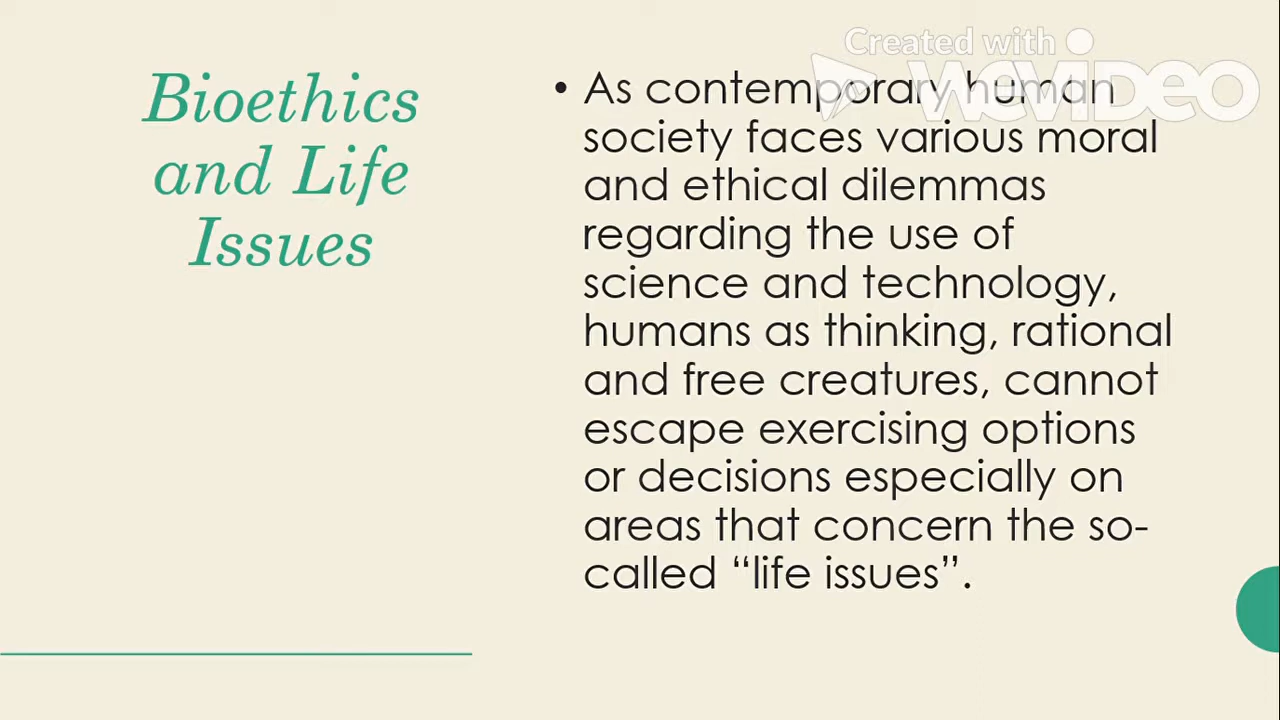 Bioethics
and Life
Issues
Created with
WEVIDEO
• As contemporary human
society faces various moral
and ethical dilemmas
regarding the use of
science and technology,
humans as thinking, rational
and free creatures, cannot
escape exercising options
or decisions especially on
areas that concern the so-
called “life issues”.